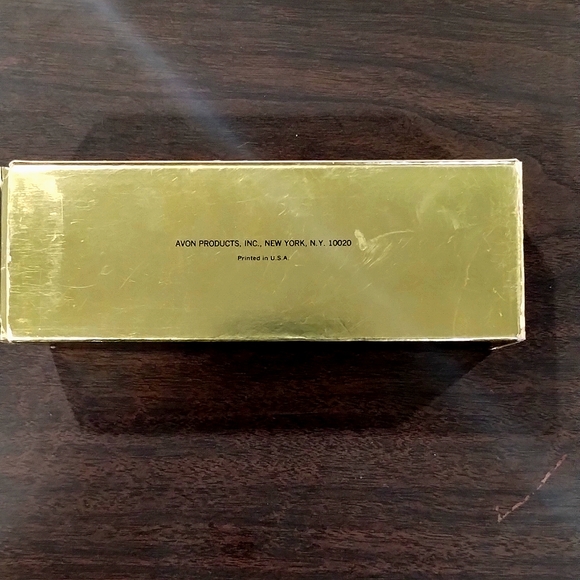 AVON PRODUCTS, INC., NEW YORK, N.Y. 10020
Printed in U.S.A.